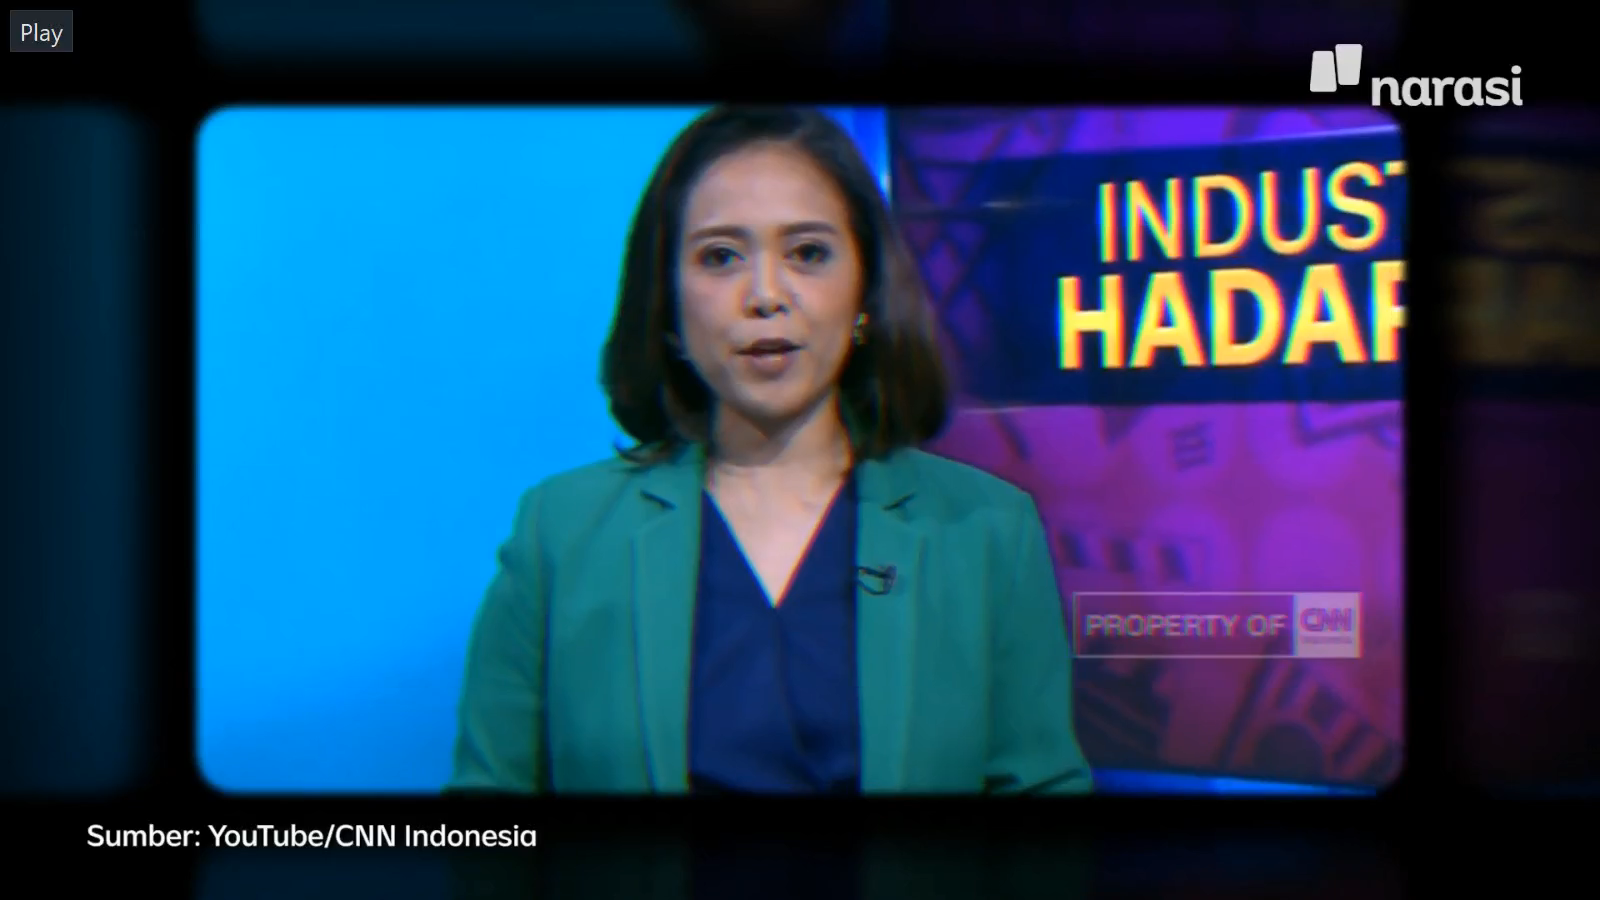 Play
narasi
INDUST
HADAP
PROPERTY OF CNN
Sumber: YouTube/CNN Indonesia